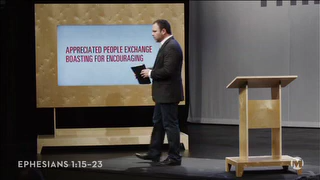 APPRECIATED PEOPLE EXCHANGE
BOASTING FOR ENCOURAGING
EPHESIANS 1:15–23